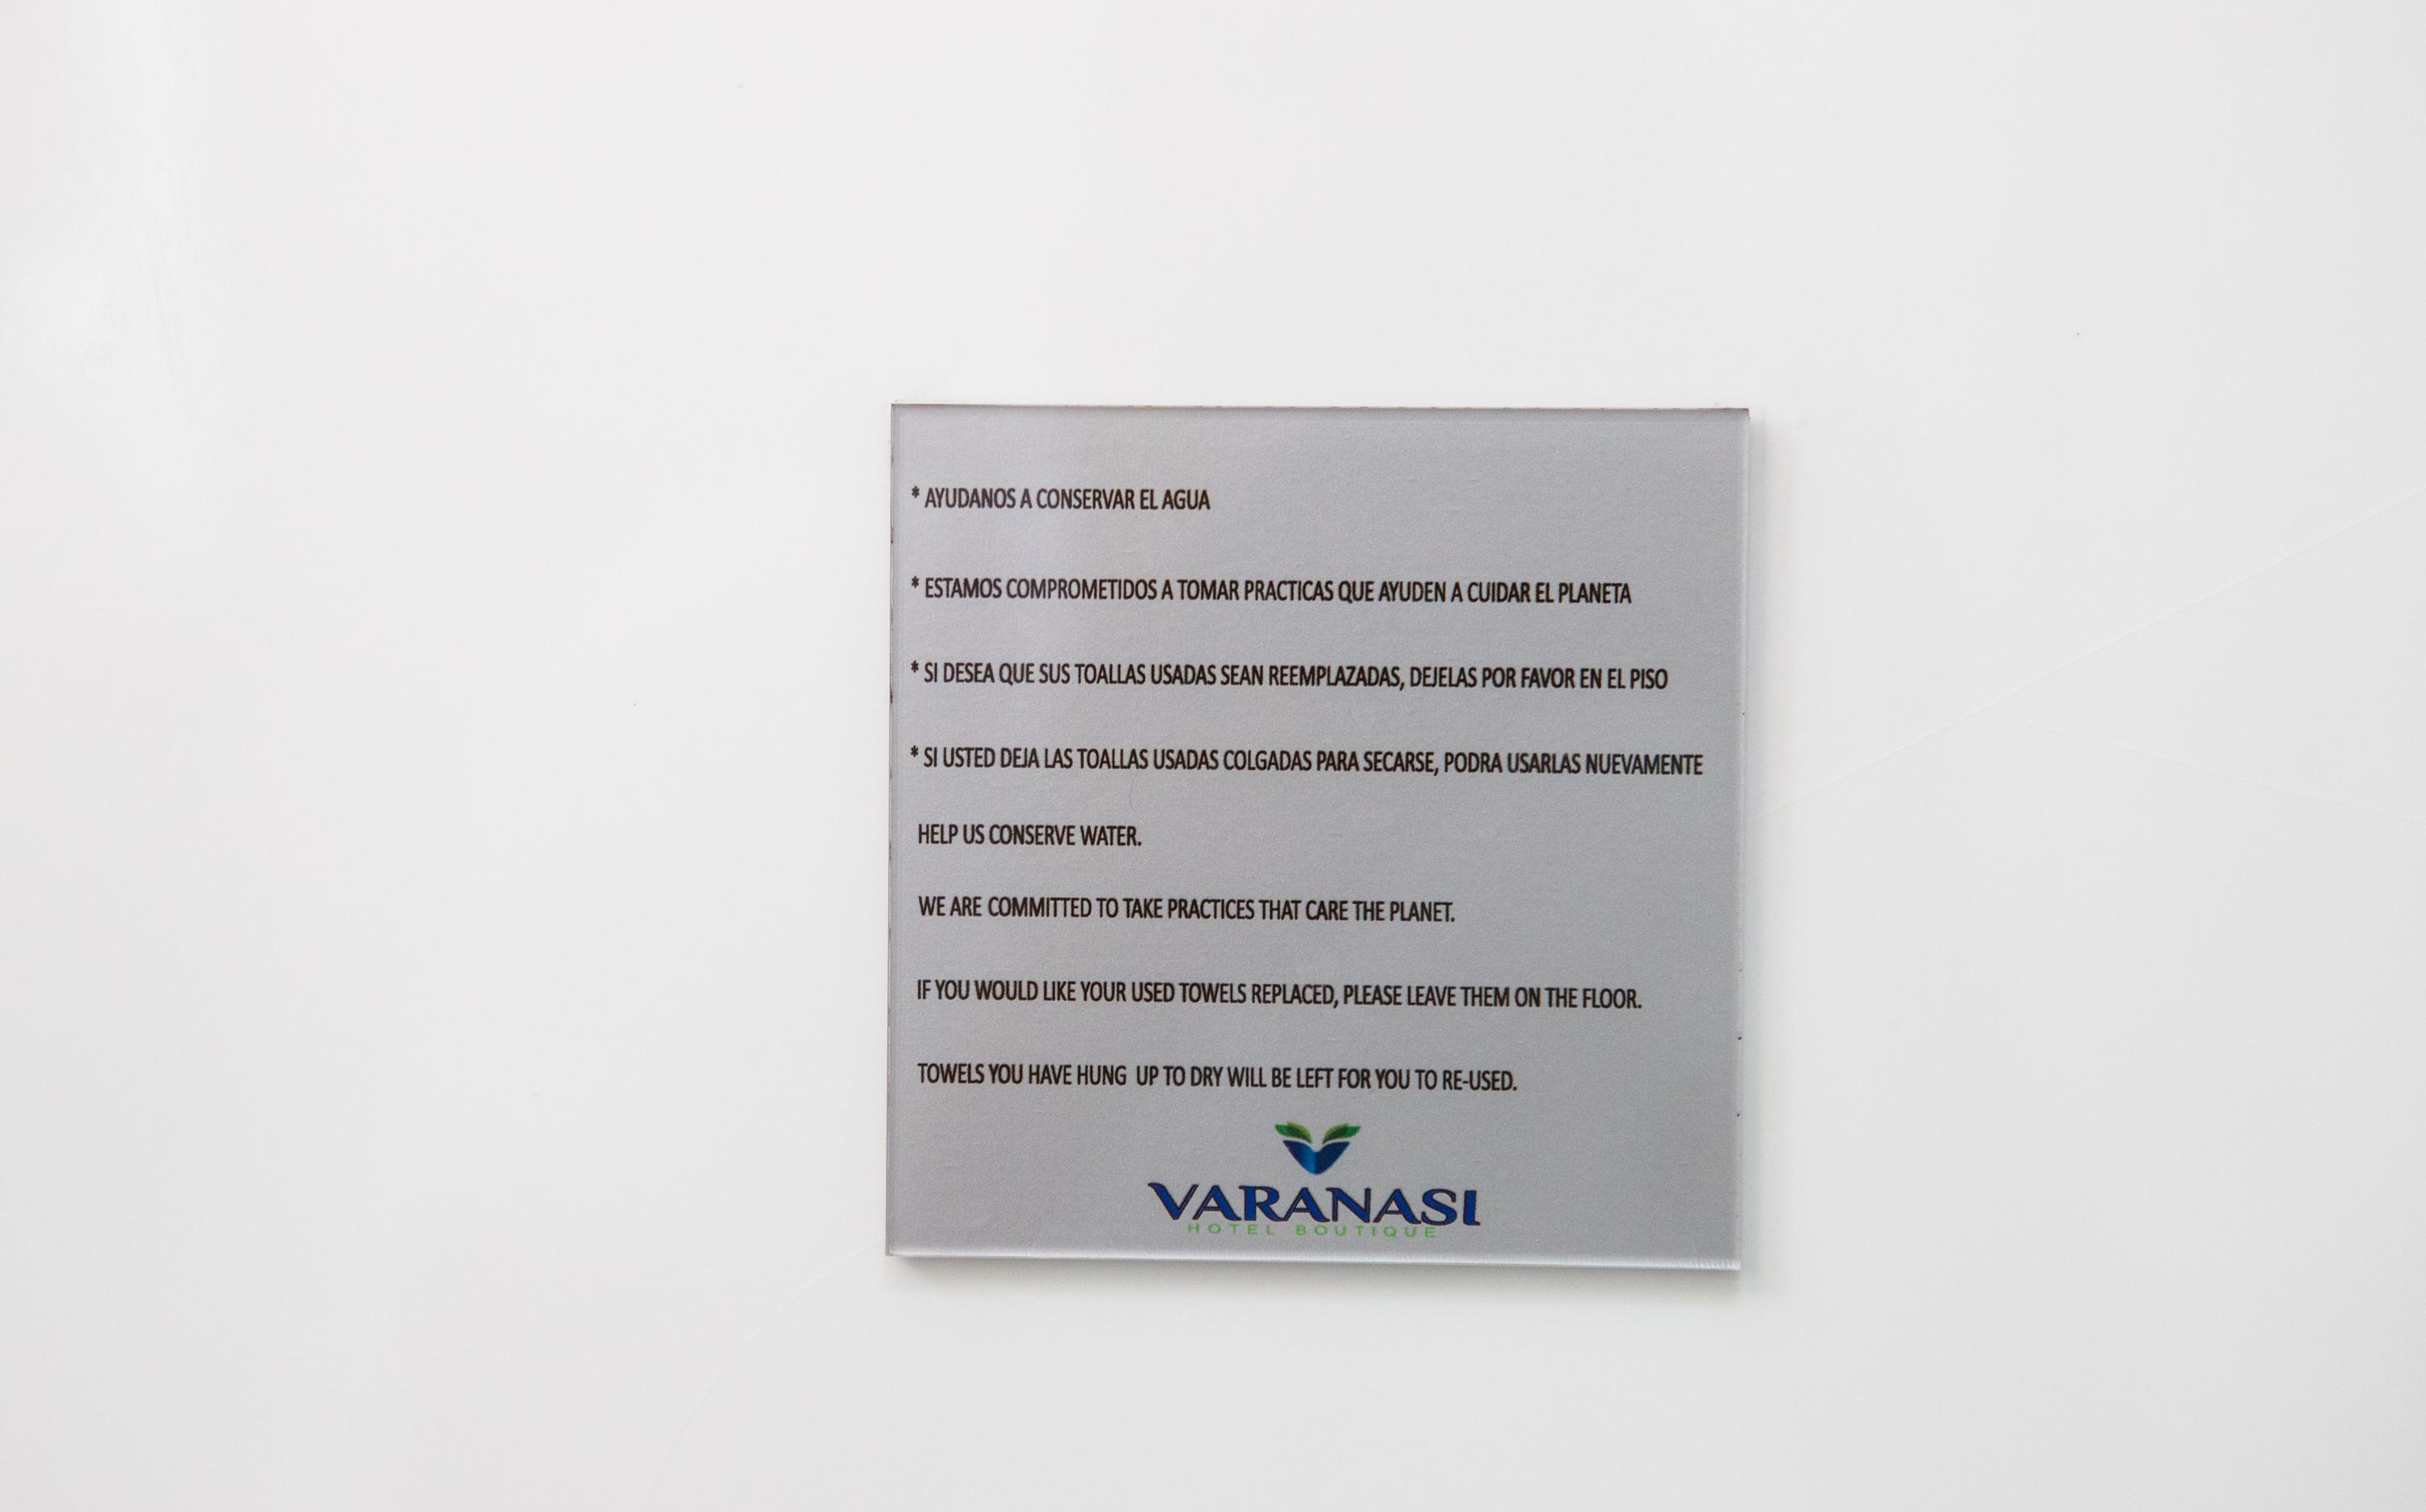 * AYUDANOS A CONSERVAR EL AGUA
* ESTAMOS COMPROMETIDOS A TOMAR PRACTICAS QUE AYUDEN A CUIDAR EL PLANETA
* SI DESEA QUE SUS TOALLAS USADAS SEAN REEMPLAZADAS, DEJELAS POR FAVOR EN EL PISO
* SI USTED DEJA LAS TOALLAS USADAS COLGADAS PARA SECARSE, PODRA USARLAS NUEVAMENTE
HELP US CONSERVE WATER.
WE ARE COMMITTED TO TAKE PRACTICES THAT CARE THE PLANET.
IF YOU WOULD LIKE YOUR USED TOWELS REPLACED, PLEASE LEAVE THEM ON THE FLOOR.
TOWELS YOU HAVE HUNG UP TO DRY WILL BE LEFT FOR YOU TO RE-USED.
VARANASI
HOTEL BOUTIQUE